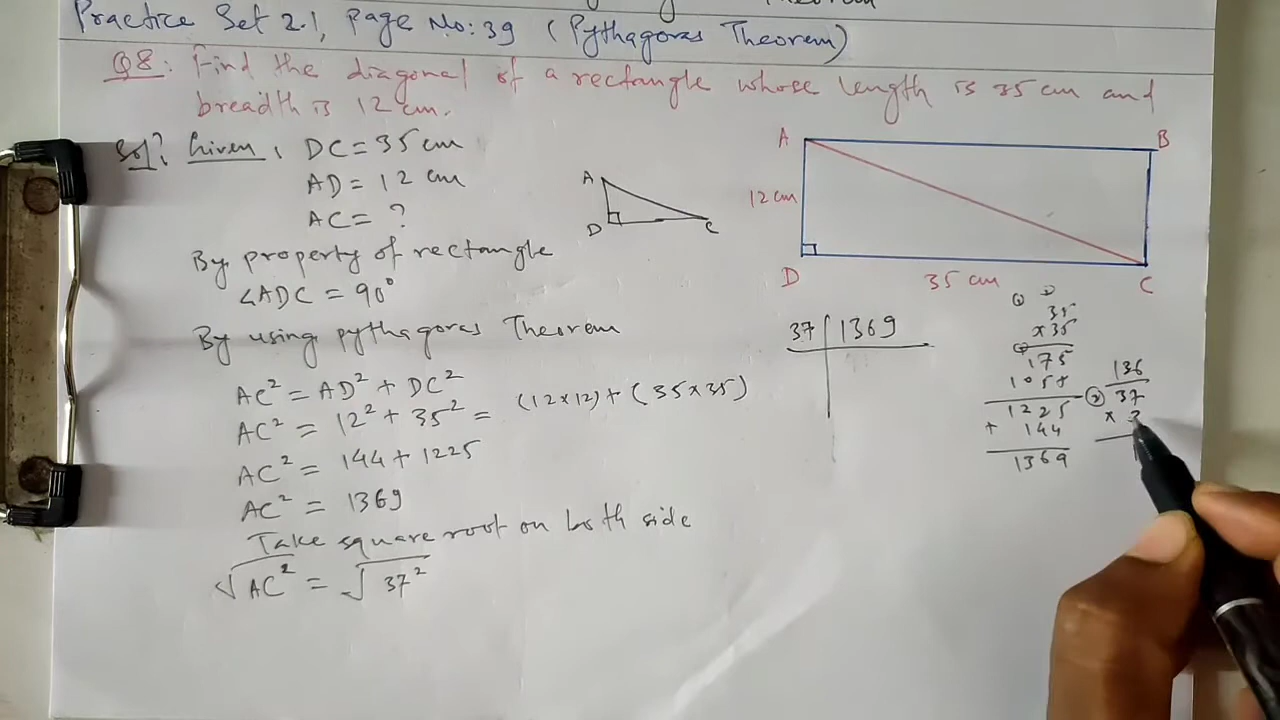 Theorem
Practice Set 2.1, Page No: 39 (Pythagoras Theorem)
Q8: Find the diagonal of a rectangle whose length is 35 cm and
breadth is 12 cm.
Given, DC = 35 cm
AD = 12 cm
AC = ?
By property of rectangle
∠ADC = 90°
By using pythagoras Theorem
AC² = AD² + DC²
AC² = 12² + 35² = (12×12) + (35×35)
AC² = 144 + 1225
AC² = 1369
Take square root on both side
√AC² = √37²
A
D
C
A
B
12 cm
D
35 cm
C
37 | 1369
35
×35
175
1225
+ 144
1369
136
37
×